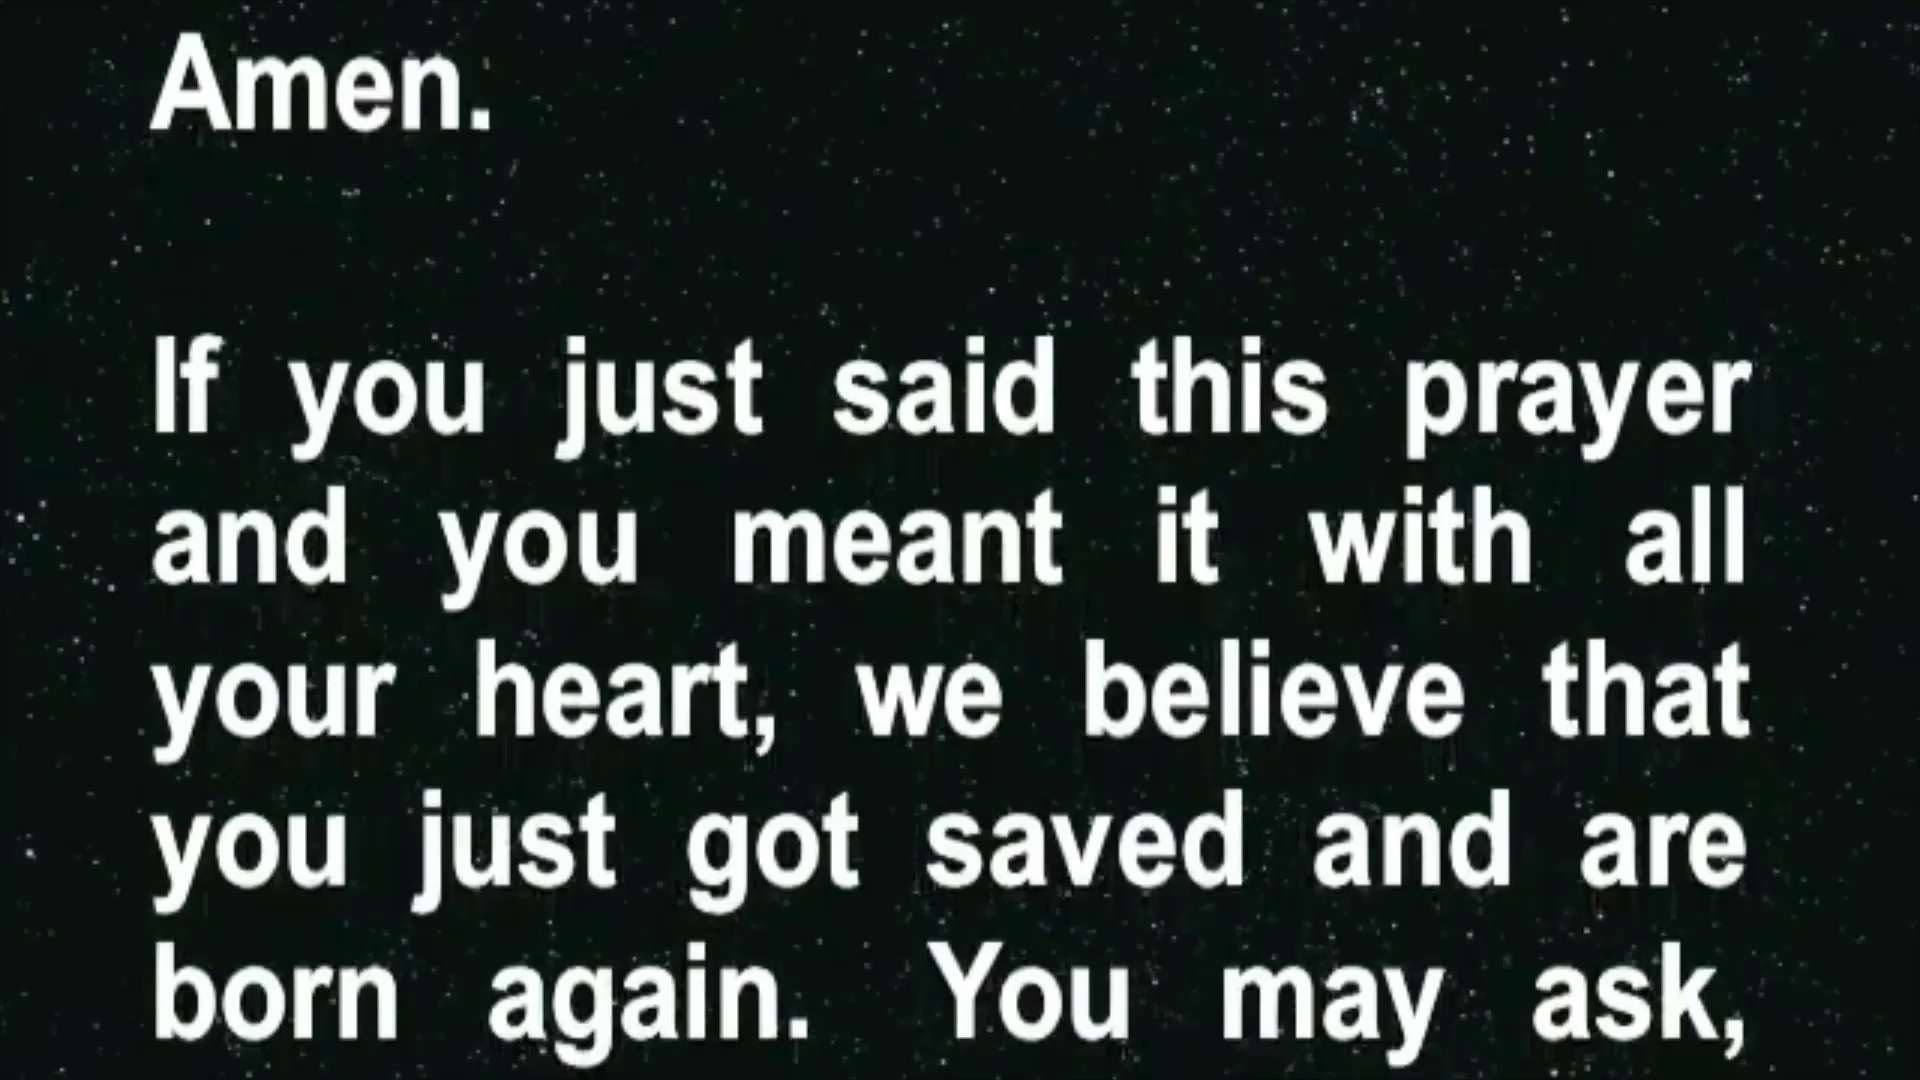 Amen.
If you just said this prayer
and you meant it with all
your heart, we believe that
you just got saved and are
born again. You may ask,